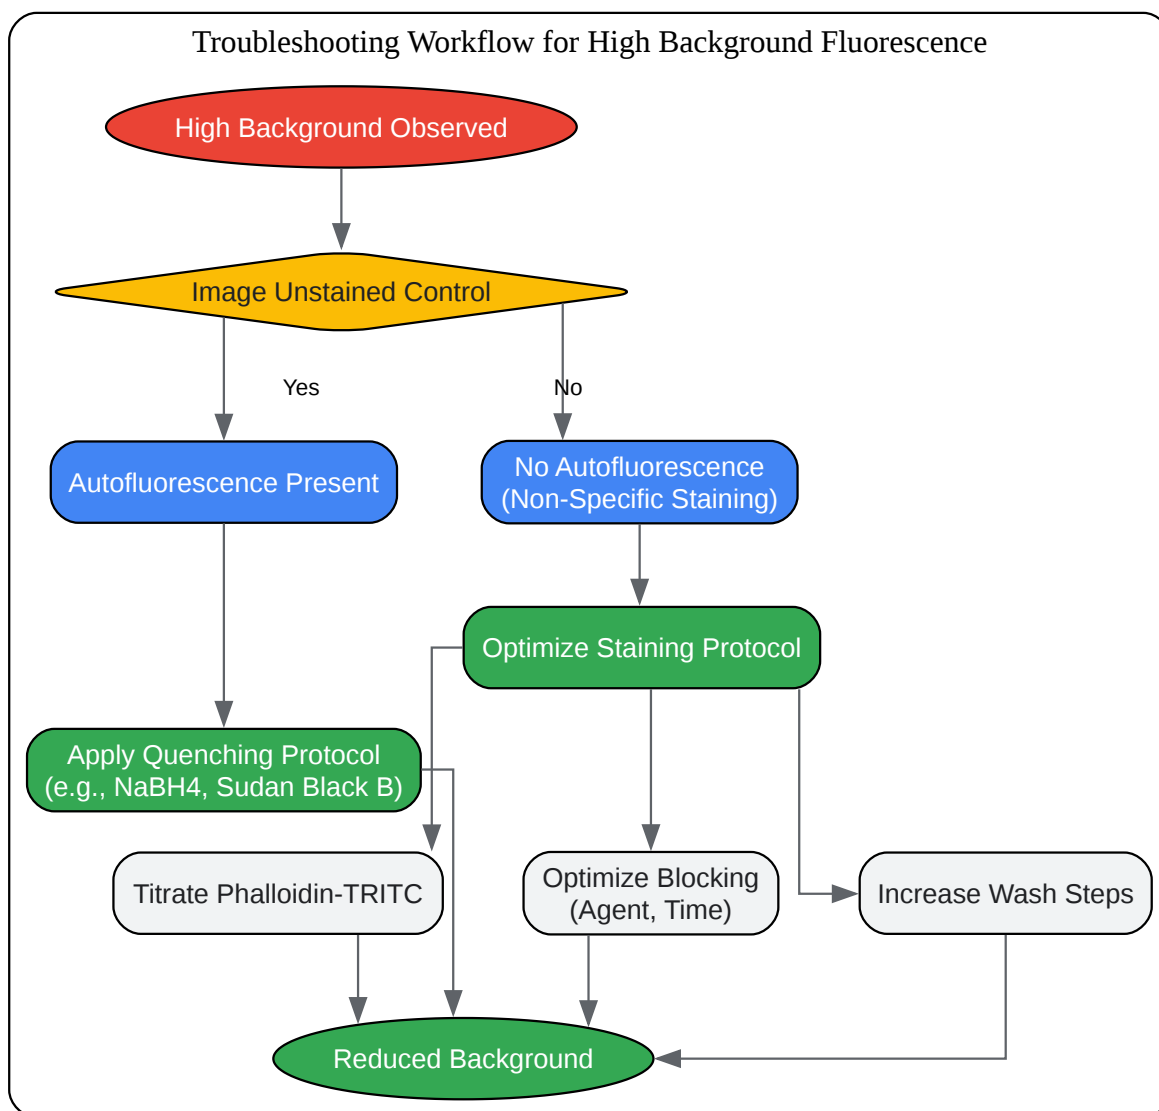 Troubleshooting Workflow for High Background Fluorescence
High Background Observed
Image Unstained Control
Yes
No
Autofluorescence Present
No Autofluorescence
(Non-Specific Staining)
Optimize Staining Protocol
Apply Quenching Protocol
(e.g., NaBH4, Sudan Black B)
Titrate Phalloidin-TRITC
Optimize Blocking
(Agent, Time)
Increase Wash Steps
Reduced Background